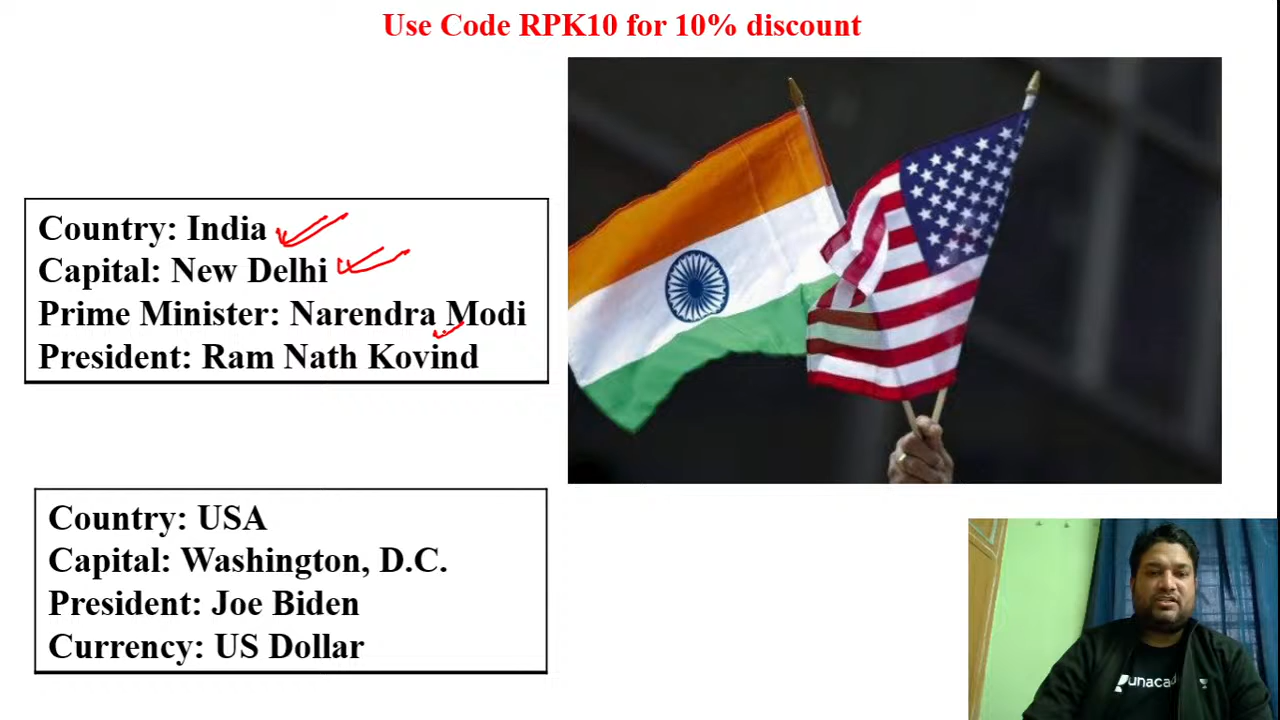 Use Code RPK10 for 10% discount
Country: India
Capital: New Delhi
Prime Minister: Narendra Modi
President: Ram Nath Kovind
Country: USA
Capital: Washington, D.C.
President: Joe Biden
Currency: US Dollar
unaca